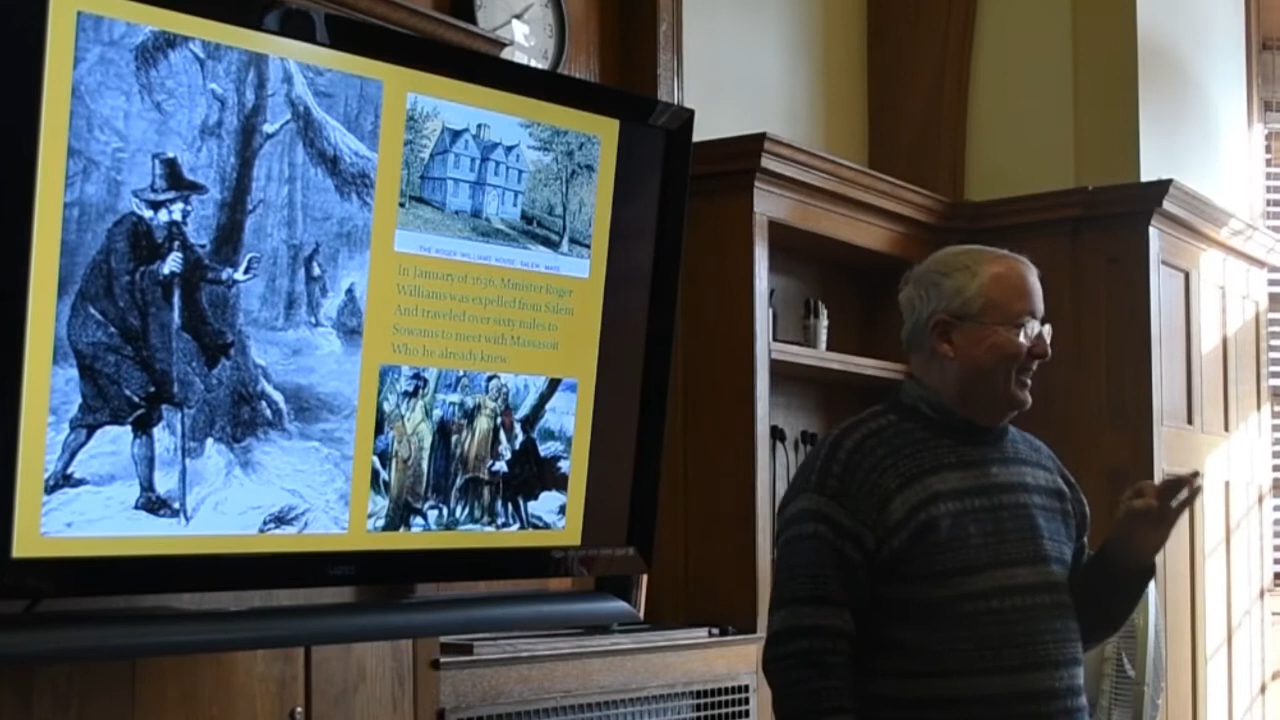 THE ROGER WILLIAMS HOUSE, SALEM, MASS.
In January of 1636, Minister Roger
Williams was expelled from Salem
And traveled over sixty miles to
Sowams to meet with Massasoit
Who he already knew.